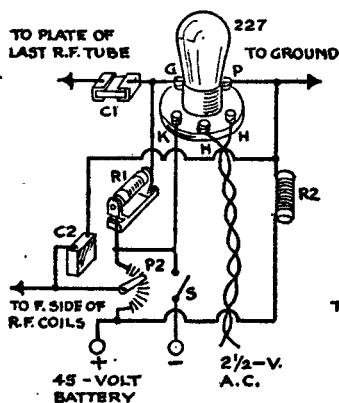 227
TO PLATE OF
LAST R.F. TUBE
TO GROUND
G
P
C1
K
H
H
R1
R2
C2
P2
S
T
TO F. SIDE OF
R.F. COILS
+
−
45-VOLT
BATTERY
2½-V.
A.C.